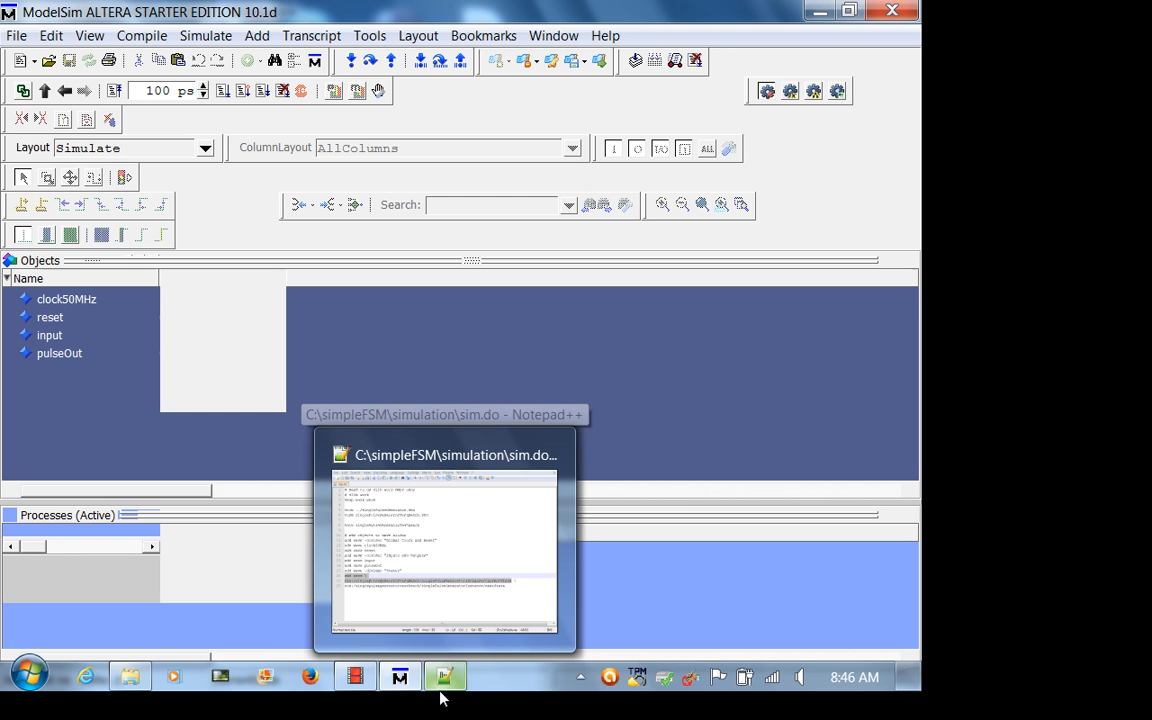 ModelSim ALTERA STARTER EDITION 10.1d
File Edit View Compile Simulate Add Transcript Tools Layout Bookmarks Window Help
100 ps
Layout Simulate ColumnLayout AllColumns
ALL
Search:
Objects
Name
clock50MHz
reset
input
pulseOut
C:\simpleFSM\simulation\sim.do - Notepad++
C:\simpleFSM\simulation\sim.do...
Processes (Active)
8:46 AM